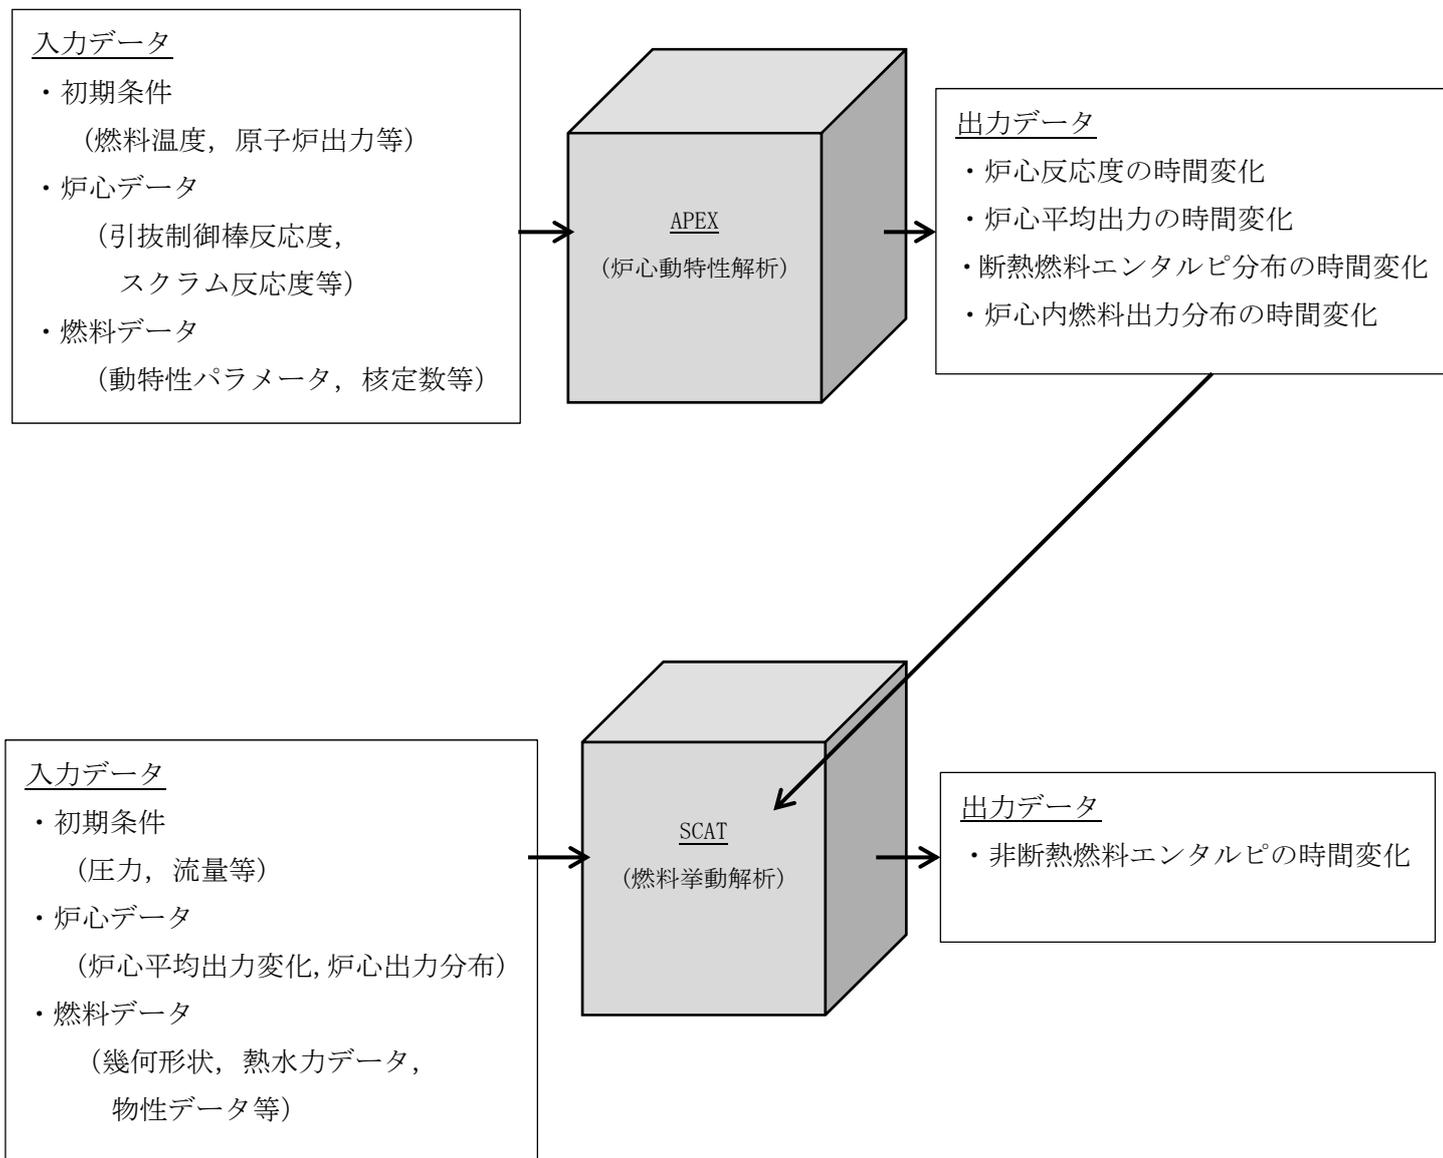 入力データ
・初期条件
(燃料温度，原子炉出力等)
・炉心データ
(引抜制御棒反応度，
スクラム反応度等)
・燃料データ
(動特性パラメータ，核定数等)
APEX
(炉心動特性解析)
出力データ
・炉心反応度の時間変化
・炉心平均出力の時間変化
・断熱燃料エンタルピ分布の時間変化
・炉心内燃料出力分布の時間変化
入力データ
・初期条件
(圧力，流量等)
・炉心データ
(炉心平均出力変化,炉心出力分布)
・燃料データ
(幾何形状，熱水力データ，
物性データ等)
SCAT
(燃料挙動解析)
出力データ
・非断熱燃料エンタルピの時間変化